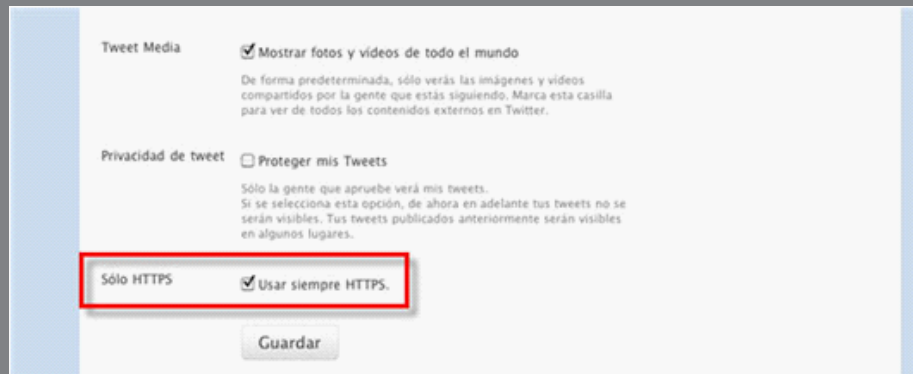 Tweet Media
Mostrar fotos y vídeos de todo el mundo
De forma predeterminada, sólo verás las imágenes y vídeos
compartidos por la gente que estás siguiendo. Marca esta casilla
para ver de todos los contenidos externos en Twitter.
Privacidad de tweet
Proteger mis Tweets
Sólo la gente que apruebe verá mis tweets.
Si se selecciona esta opción, de ahora en adelante tus tweets no se
serán visibles. Tus tweets publicados anteriormente serán visibles
en algunos lugares.
Sólo HTTPS
Usar siempre HTTPS.
Guardar